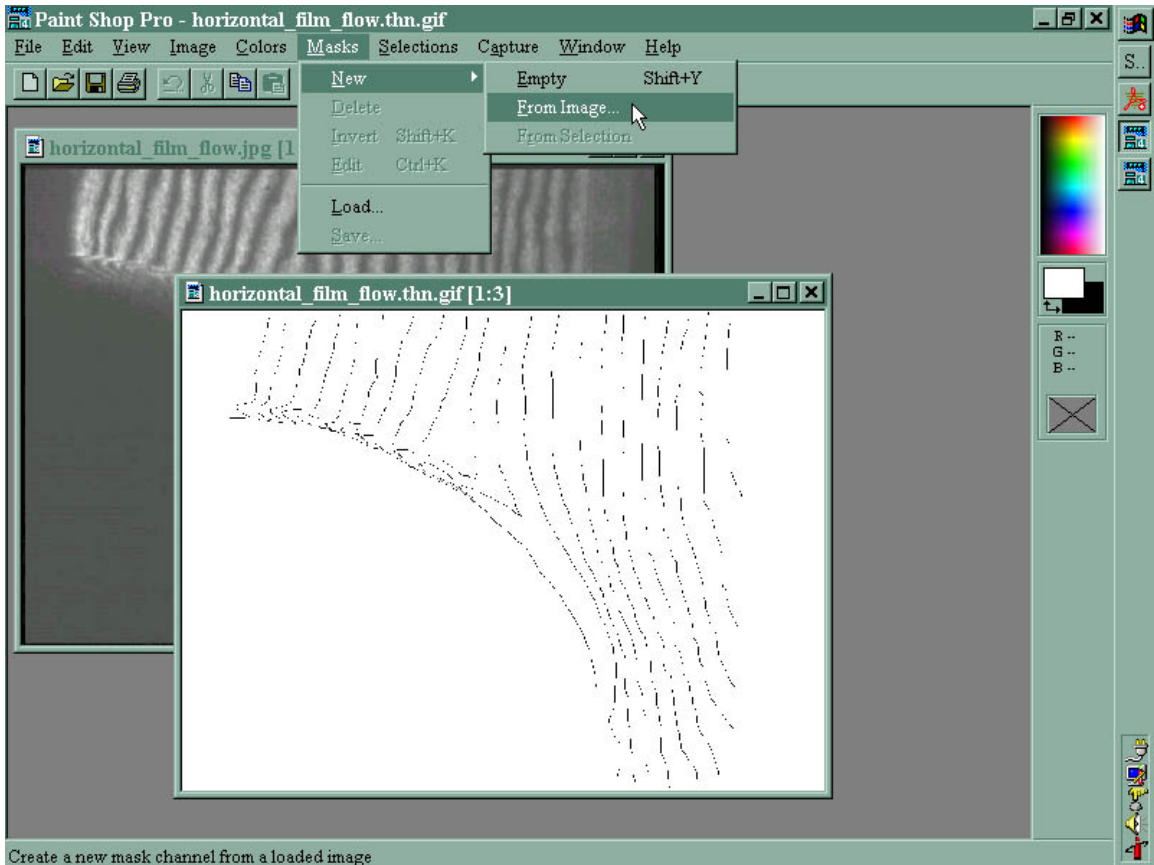 Paint Shop Pro - horizontal_film_flow.thn.gif
File Edit View Image Colors Masks Selections Capture Window Help
S..
New
Empty Shift+Y
Delete
From Image...
Invert Shift+K
From Selection
Edit Ctrl+K
Load...
Save...
horizontal_film_flow.jpg [1
horizontal_film_flow.thn.gif [1:3]
R --
G --
B --
Create a new mask channel from a loaded image